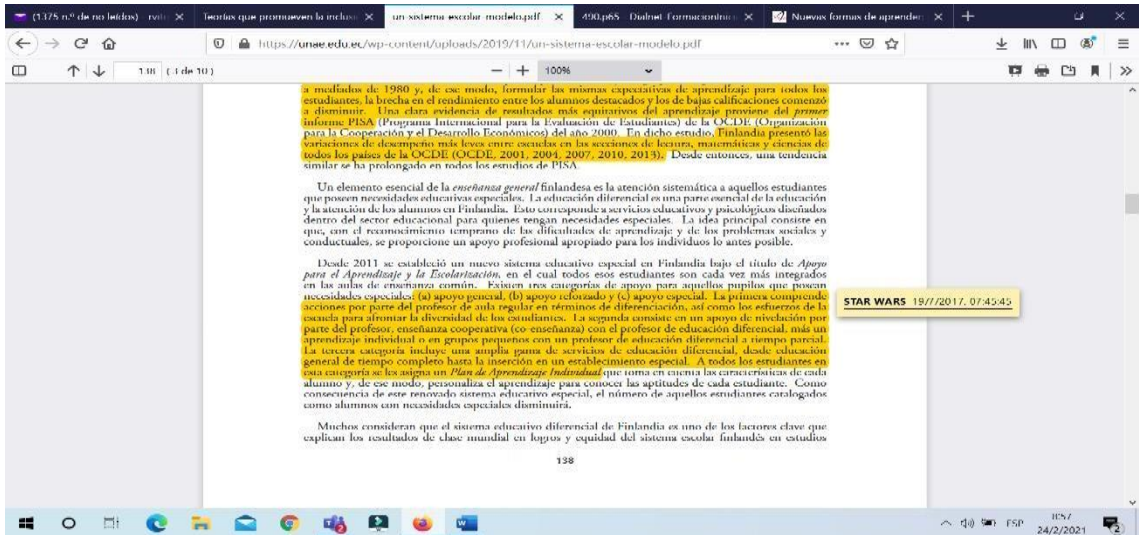 (1375 n.º de no leídos)
Teorías que promueven la inclus
un-sistema-escolar-modelo.pdf
490.p65 Dialnet
Nuevas formas de aprender
https://unae.edu.ec/wp-content/uploads/2019/11/un-sistema-escolar-modelo.pdf
138 (3 de 10)
100%
a mediados de 1980 y, de ese modo, formular las mismas expectativas de aprendizaje para todos los
estudiantes, la brecha en el rendimiento entre los alumnos destacados y los de bajas calificaciones comenzó
a disminuir. Una clara evidencia de resultados más equitativos del aprendizaje proviene del primer
informe PISA (Programa Internacional para la Evaluación de Estudiantes) de la OCDE (Organización
para la Cooperación y el Desarrollo Económicos) del año 2000. En dicho estudio, Finlandia presentó las
variaciones de desempeño más leves entre escuelas en las secciones de lectura, matemáticas y ciencias de
todos los países de la OCDE (OCDE, 2001, 2004, 2007, 2010, 2013). Desde entonces, una tendencia
similar se ha prolongado en todos los estudios de PISA.
Un elemento esencial de la enseñanza general finlandesa es la atención sistemática a aquellos estudiantes
que poseen necesidades educativas especiales. La educación diferencial es una parte esencial de la educación
y la atención de los alumnos en Finlandia. Esto corresponde a servicios educativos y psicológicos diseñados
dentro del sector educacional para quienes tengan necesidades especiales. La idea principal consiste en
que, con el reconocimiento temprano de las dificultades de aprendizaje y de los problemas sociales y
conductuales, se proporcione un apoyo profesional apropiado para los individuos lo antes posible.
Desde 2011 se estableció un nuevo sistema educativo especial en Finlandia bajo el título de Apoyo
para el Aprendizaje y la Escolarización, en el cual todos esos estudiantes son cada vez más integrados
en las aulas de enseñanza común. Existen tres categorías de apoyo para aquellos pupilos que posean
necesidades especiales: (a) apoyo general, (b) apoyo reforzado y (c) apoyo especial. La primera comprende
acciones por parte del profesor de aula regular en términos de diferenciación, así como los esfuerzos de la
escuela para afrontar la diversidad de los estudiantes. La segunda consiste en un apoyo de nivelación por
parte del profesor, enseñanza cooperativa (co-enseñanza) con el profesor de educación diferencial, más un
aprendizaje individual o en grupos pequeños con un profesor de educación diferencial a tiempo parcial.
La tercera categoría incluye una amplia gama de servicios de educación diferencial, desde educación
general de tiempo completo hasta la inserción en un establecimiento especial. A todos los estudiantes en
esta categoría se les asigna un Plan de Aprendizaje Individual que toma en cuenta las características de cada
alumno y, de ese modo, personaliza el aprendizaje para conocer las aptitudes de cada estudiante. Como
consecuencia de este renovado sistema educativo especial, el número de aquellos estudiantes catalogados
como alumnos con necesidades especiales disminuirá.
STAR WARS 19/7/2017, 07:45:45
Muchos consideran que el sistema educativo diferencial de Finlandia es uno de los factores clave que
explican los resultados de clase mundial en logros y equidad del sistema escolar finlandés en estudios
138
ESP
24/2/2021